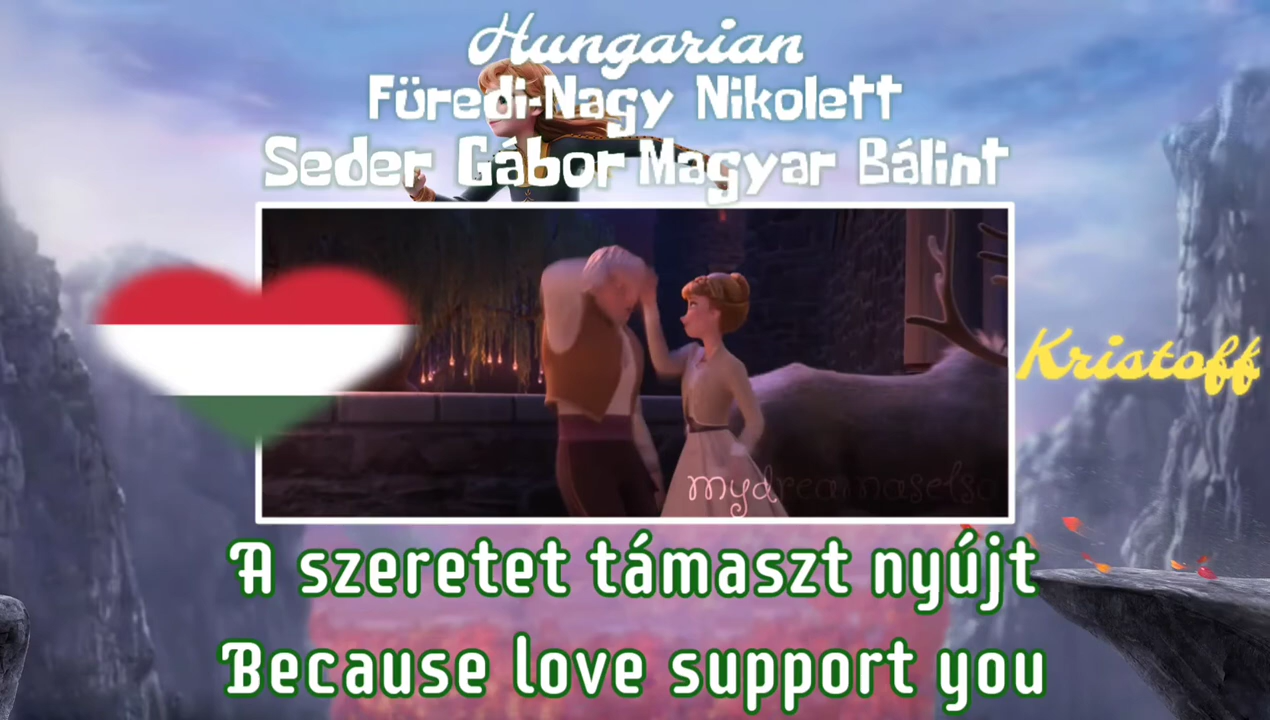 Hungarian
Füredi-Nagy Nikolett
Seder Gábor Magyar Bálint
Kristoff
mydreamaselsa
A szeretet támaszt nyújt
Because love support you